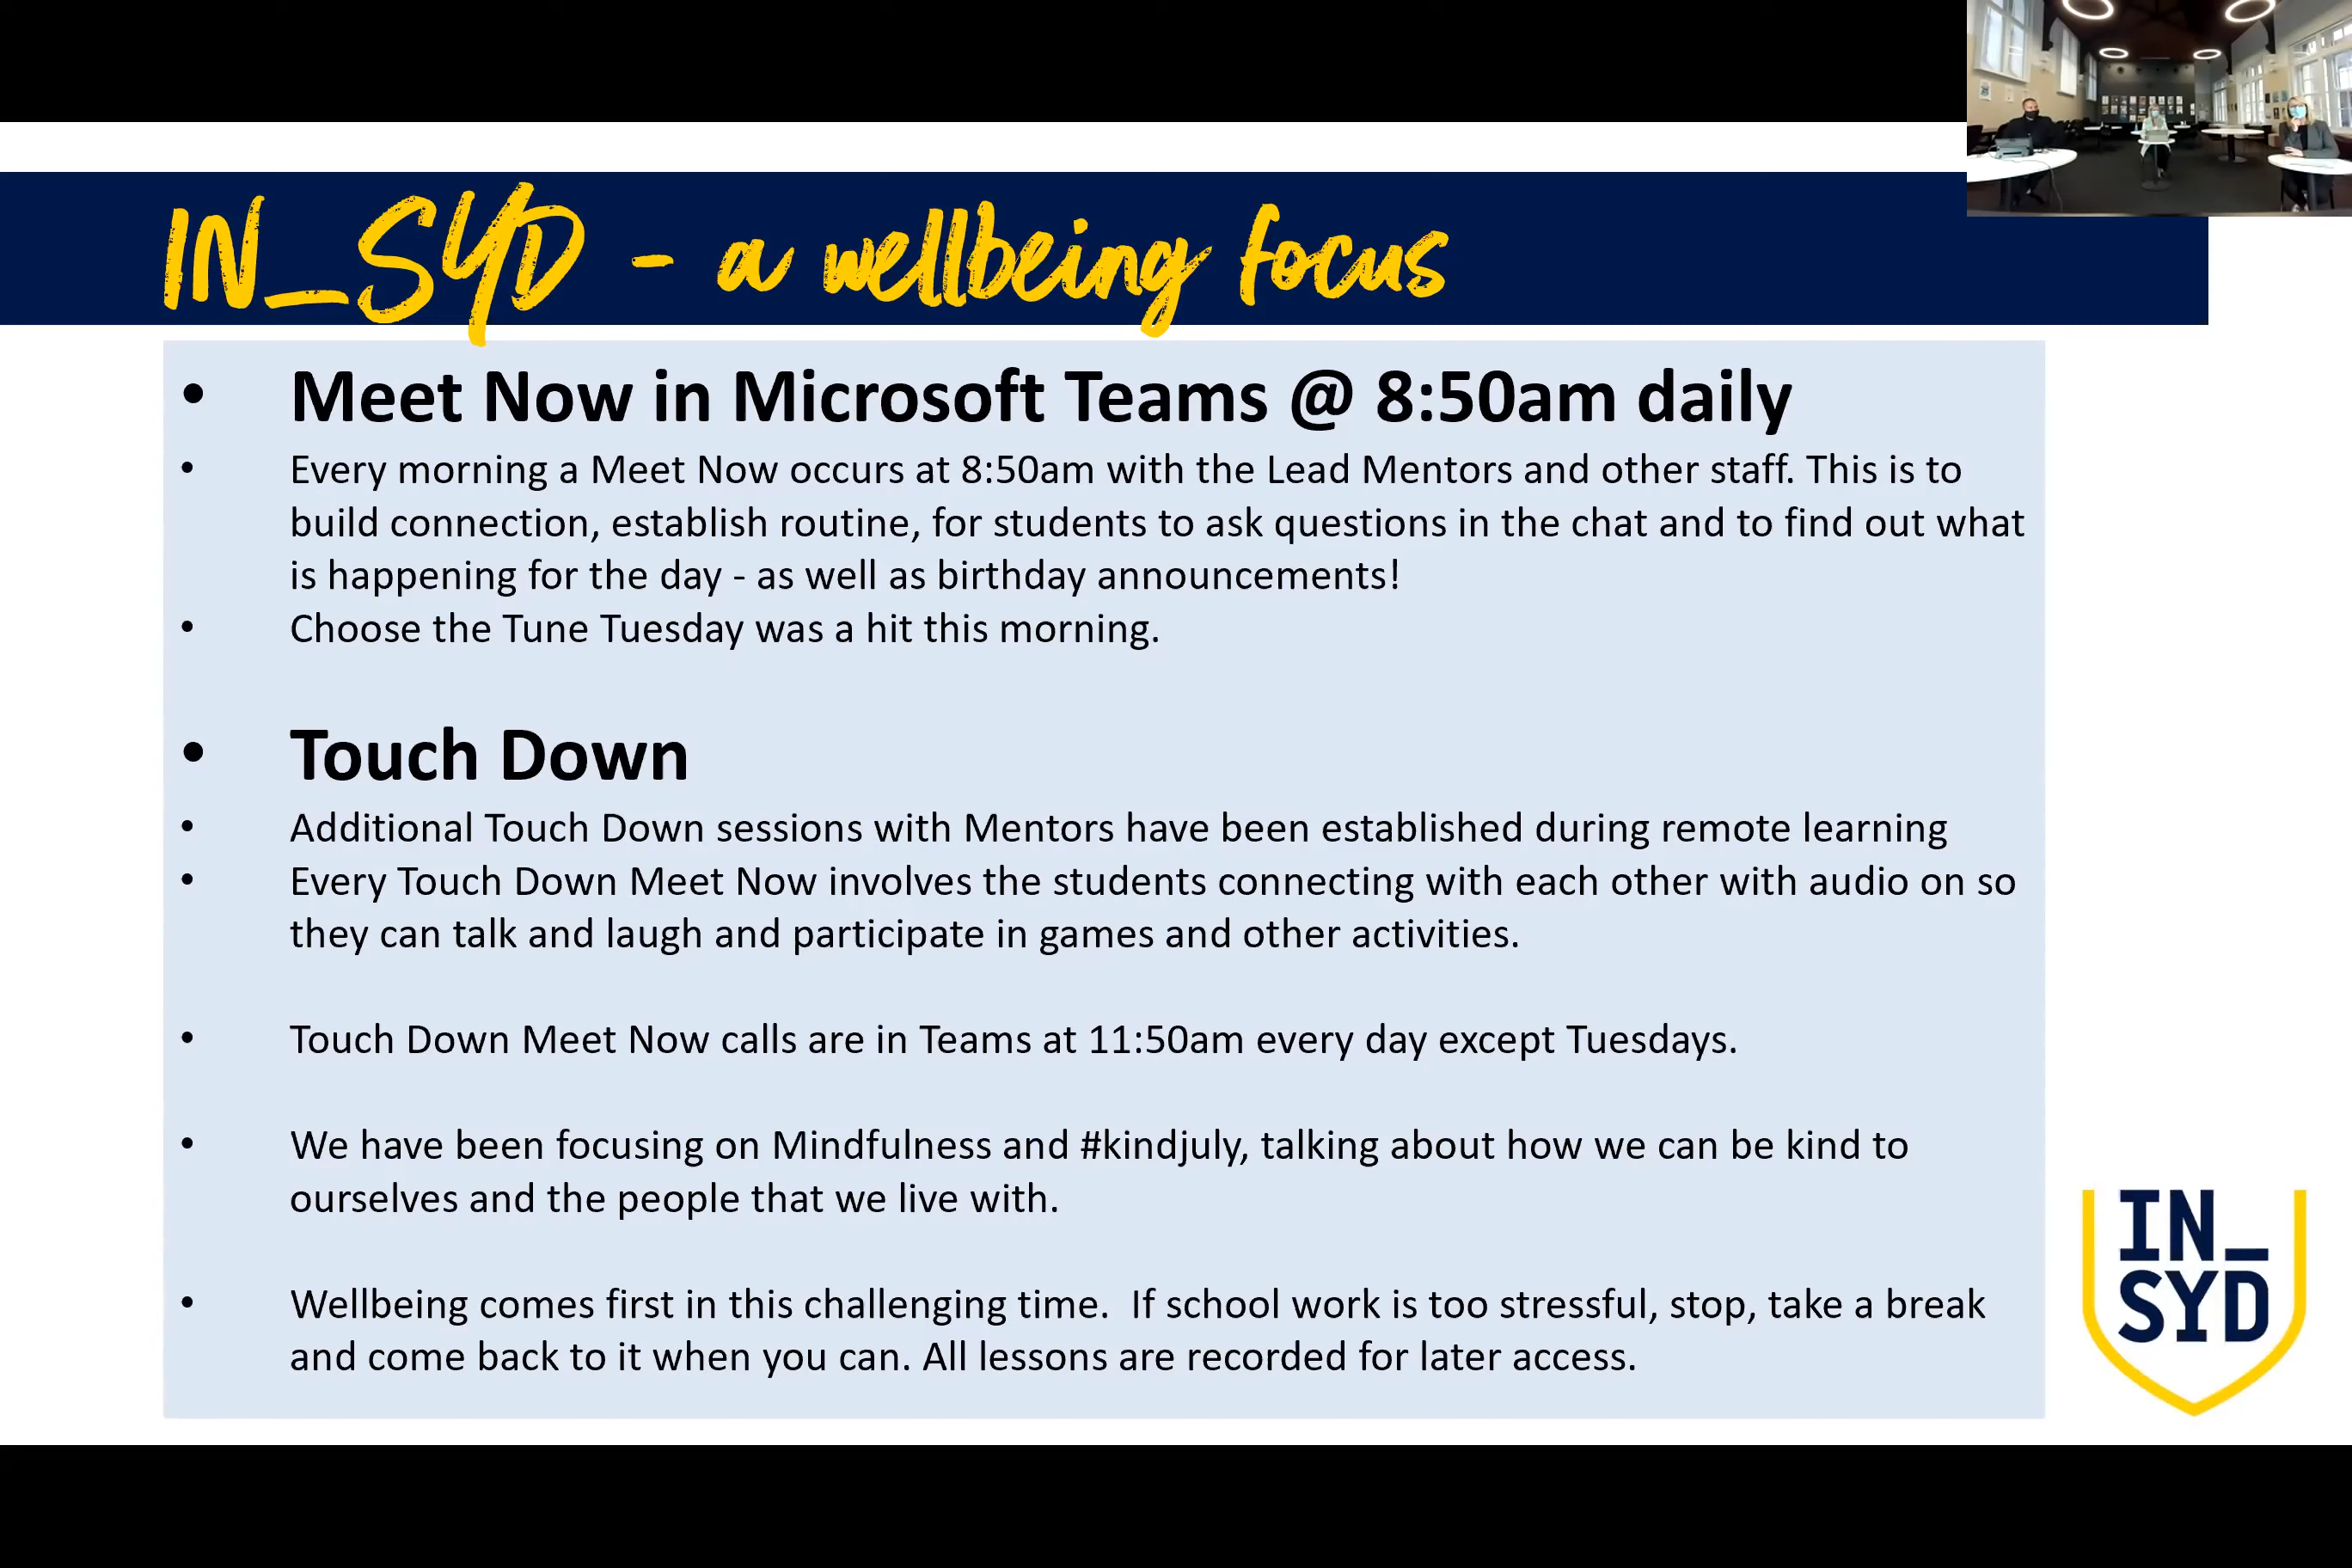 IN_SYD - a wellbeing focus
• Meet Now in Microsoft Teams @ 8:50am daily
• Every morning a Meet Now occurs at 8:50am with the Lead Mentors and other staff. This is to
build connection, establish routine, for students to ask questions in the chat and to find out what
is happening for the day - as well as birthday announcements!
• Choose the Tune Tuesday was a hit this morning.
• Touch Down
• Additional Touch Down sessions with Mentors have been established during remote learning
• Every Touch Down Meet Now involves the students connecting with each other with audio on so
they can talk and laugh and participate in games and other activities.
• Touch Down Meet Now calls are in Teams at 11:50am every day except Tuesdays.
• We have been focusing on Mindfulness and #kindjuly, talking about how we can be kind to
ourselves and the people that we live with.
• Wellbeing comes first in this challenging time.  If school work is too stressful, stop, take a break
and come back to it when you can. All lessons are recorded for later access.
IN_
SYD